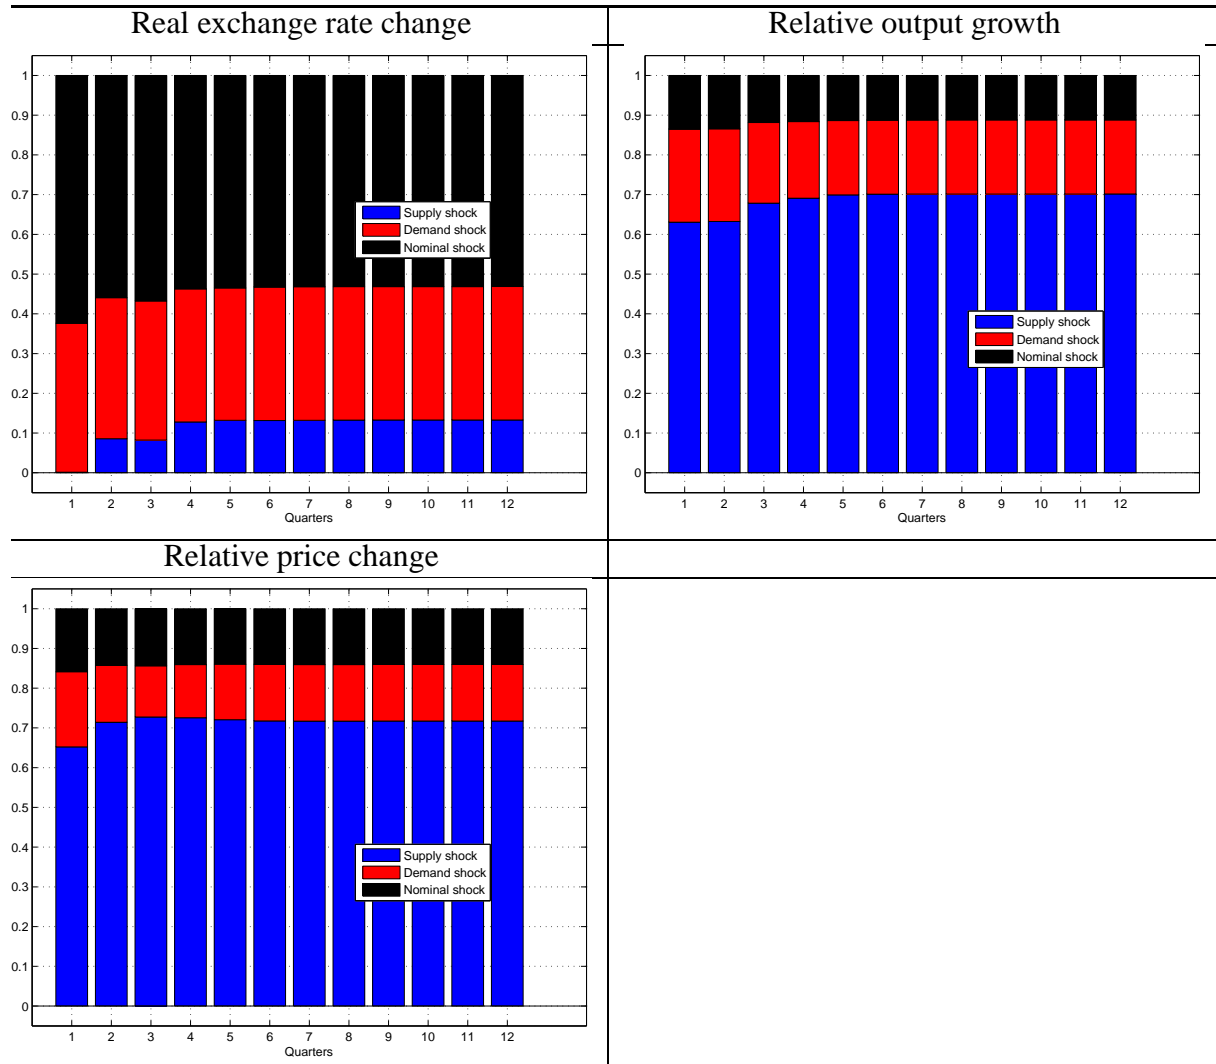 Real exchange rate change
1
0.9
0.8
0.7
0.6
0.5
0.4
0.3
0.2
0.1
0
Supply shock
Demand shock
Nominal shock
1 2 3 4 5 6 7 8 9 10 11 12
Quarters
Relative output growth
1
0.9
0.8
0.7
0.6
0.5
0.4
0.3
0.2
0.1
0
Supply shock
Demand shock
Nominal shock
1 2 3 4 5 6 7 8 9 10 11 12
Quarters
Relative price change
1
0.9
0.8
0.7
0.6
0.5
0.4
0.3
0.2
0.1
0
Supply shock
Demand shock
Nominal shock
1 2 3 4 5 6 7 8 9 10 11 12
Quarters